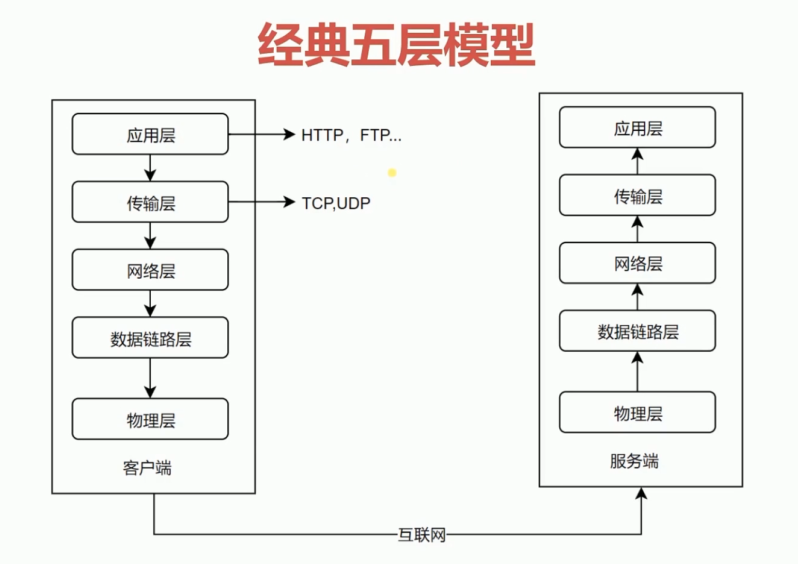 经典五层模型
应用层
HTTP，FTP...
传输层
TCP,UDP
网络层
数据链路层
物理层
客户端
应用层
传输层
网络层
数据链路层
物理层
服务端
互联网